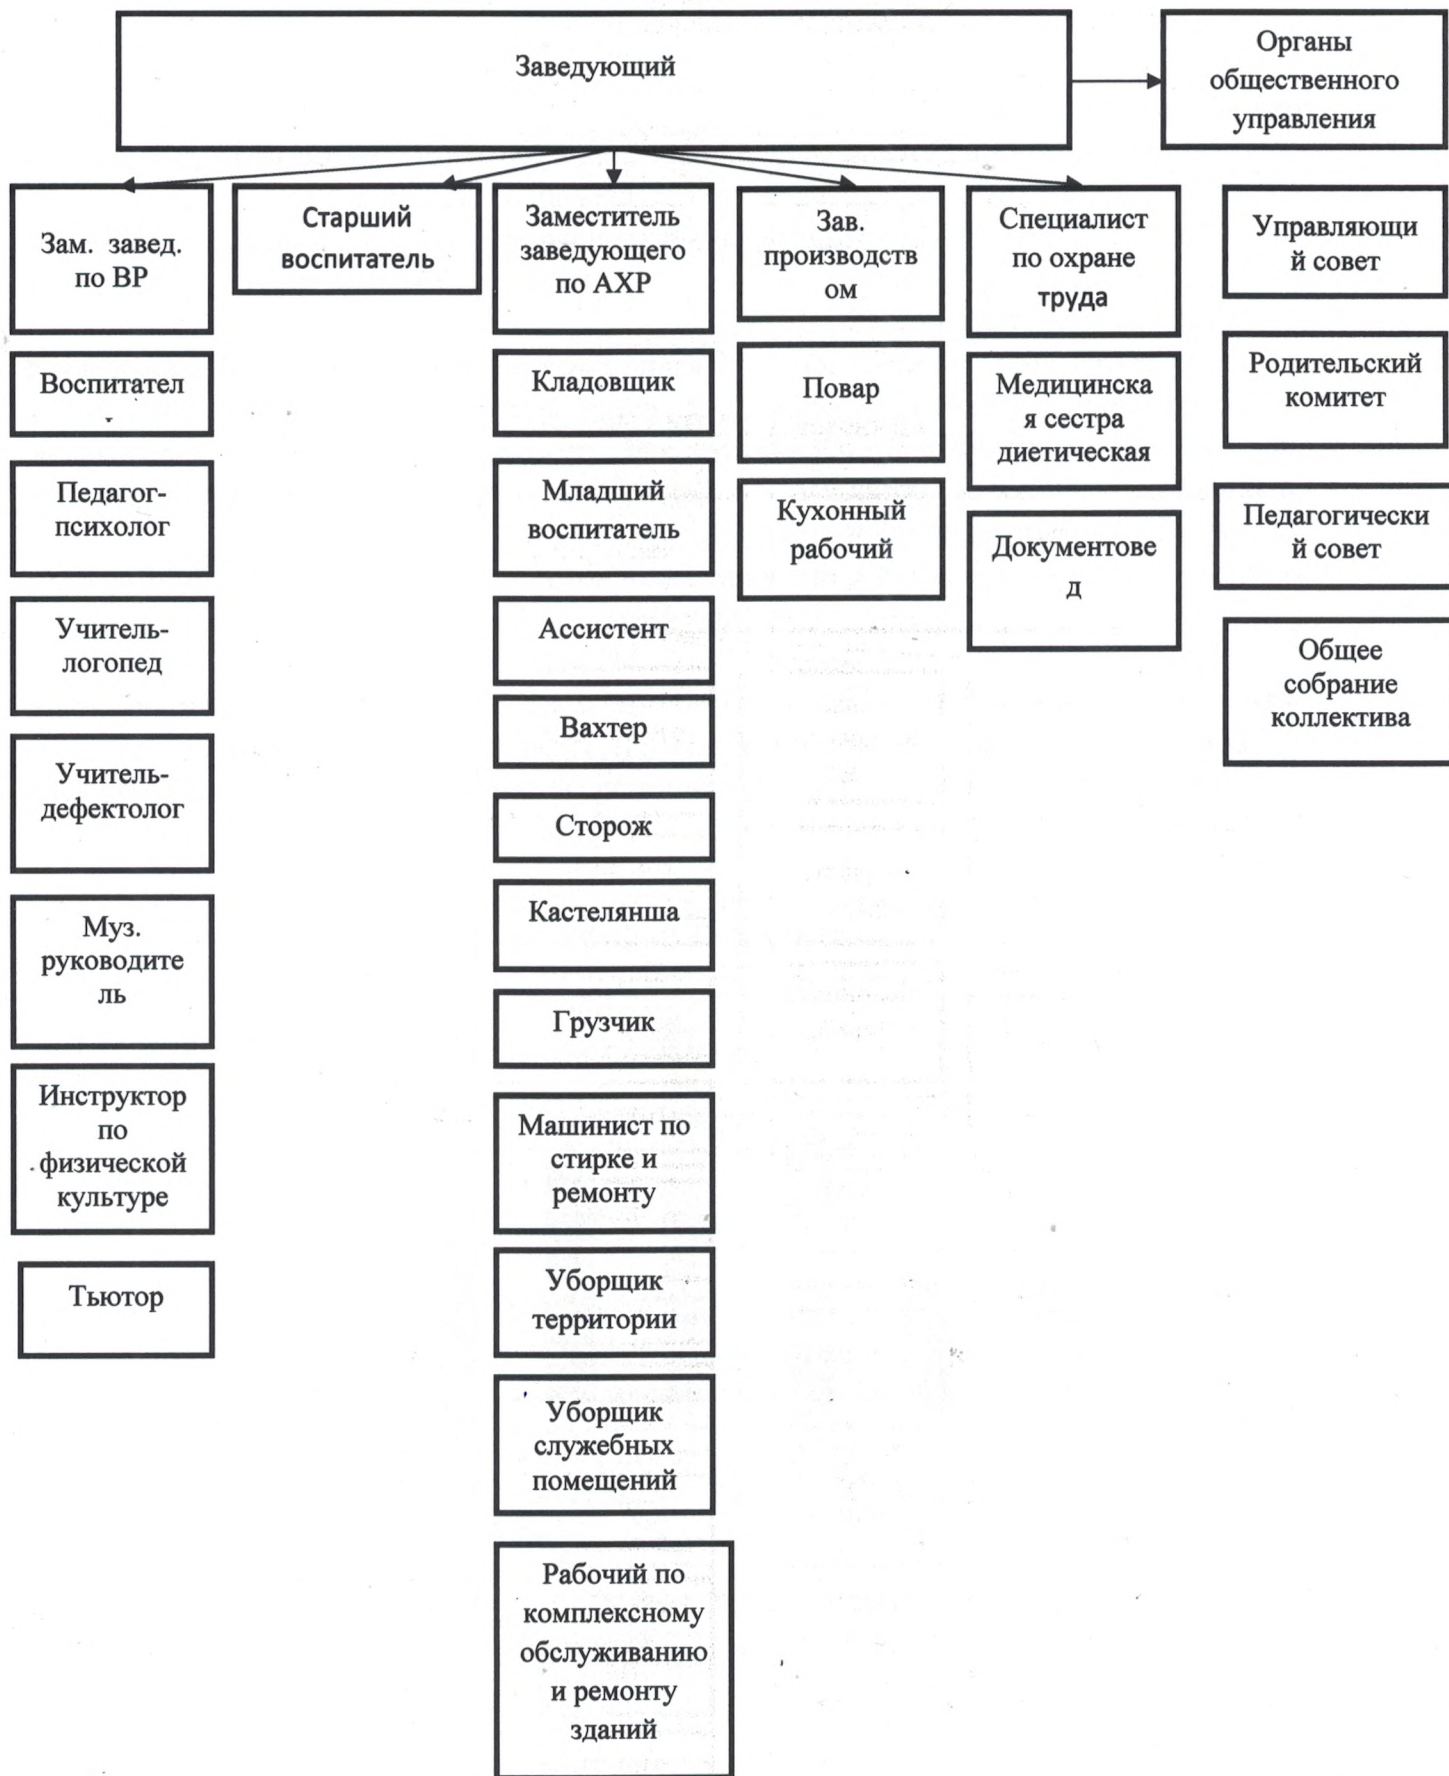 Заведующий
Органы
общественного
управления
Зам. завед.
по ВР
Воспитател
Педагог-
психолог
Учитель-
логопед
Учитель-
дефектолог
Муз.
руководите
ль
Инструктор
по
физической
культуре
Тьютор
Старший
воспитатель
Заместитель
заведующего
по АХР
Кладовщик
Младший
воспитатель
Ассистент
Вахтер
Сторож
Кастелянша
Грузчик
Машинист по
стирке и
ремонту
Уборщик
территории
Уборщик
служебных
помещений
Рабочий по
комплексному
обслуживанию
и ремонту
зданий
Зав.
производств
ом
Повар
Кухонный
рабочий
Специалист
по охране
труда
Медицинска
я сестра
диетическая
Документове
д
Управляющи
й совет
Родительский
комитет
Педагогически
й совет
Общее
собрание
коллектива